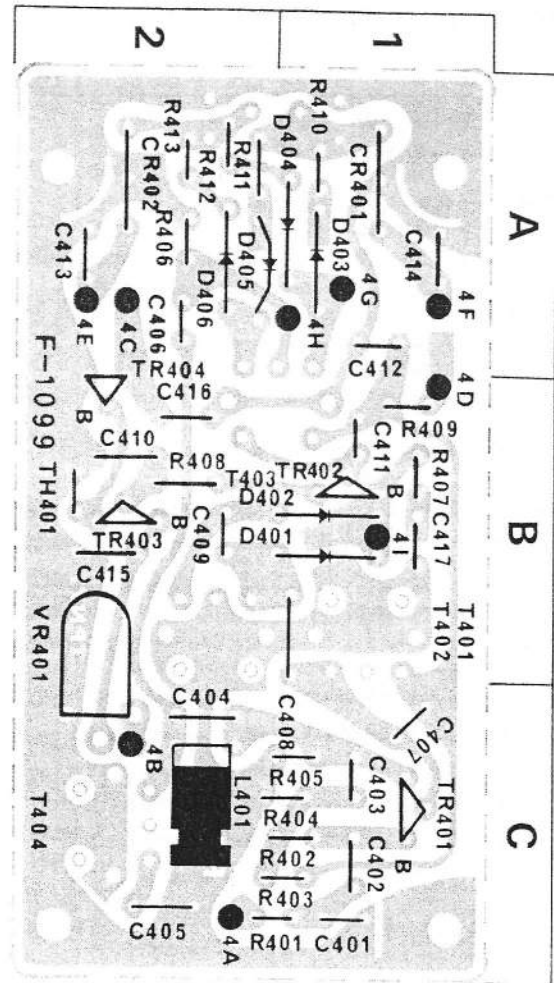 2
1
A
B
C
R413
CR402
R412
R411
D404
R410
CR401
C413
R406
D406
D405
D403
4G
C414
4F
4E
4C
C406
4H
C412
4D
F-1099
TR404
B
C416
C410
R409
C411
TH401
R408
T403
TR402
B
R407
D402
TR403
B
C409
D401
4I
C417
C415
VR401
T401
T402
C404
C408
C407
4B
L401
R405
C403
TR401
R404
T404
R402
C402
B
R403
C405
4A
R401
C401